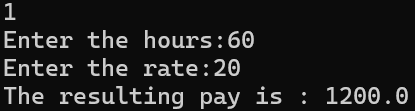 1
Enter the hours:60
Enter the rate:20
The resulting pay is : 1200.0